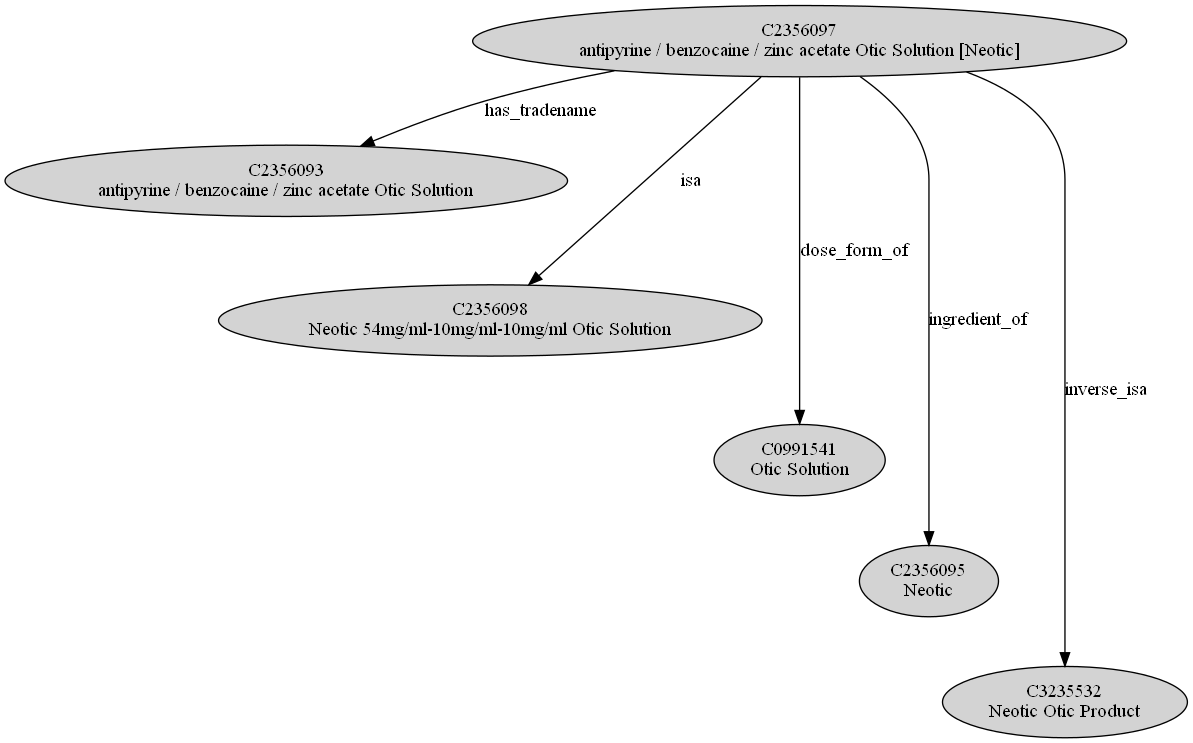 C2356097
antipyrine / benzocaine / zinc acetate Otic Solution [Neotic]
has_tradename
C2356093
antipyrine / benzocaine / zinc acetate Otic Solution
isa
dose_form_of
C2356098
Neotic 54mg/ml-10mg/ml-10mg/ml Otic Solution
ingredient_of
inverse_isa
C0991541
Otic Solution
C2356095
Neotic
C3235532
Neotic Otic Product